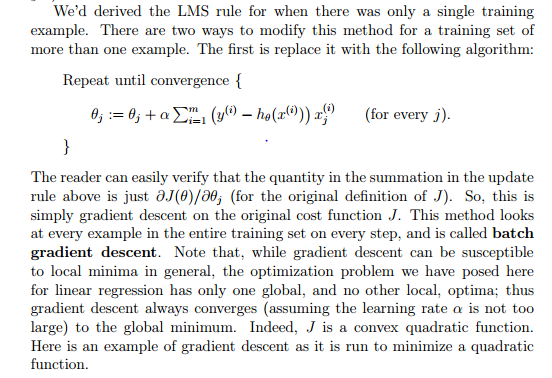 We'd derived the LMS rule for when there was only a single training
example. There are two ways to modify this method for a training set of
more than one example. The first is replace it with the following algorithm:
Repeat until convergence {
θ_j := θ_j + α ∑_{i=1}^{m} (y^{(i)} − h_θ(x^{(i)})) x_j^{(i)} (for every j).
}
The reader can easily verify that the quantity in the summation in the update
rule above is just ∂J(θ)/∂θ_j (for the original definition of J). So, this is
simply gradient descent on the original cost function J. This method looks
at every example in the entire training set on every step, and is called batch
gradient descent. Note that, while gradient descent can be susceptible
to local minima in general, the optimization problem we have posed here
for linear regression has only one global, and no other local, optima; thus
gradient descent always converges (assuming the learning rate α is not too
large) to the global minimum. Indeed, J is a convex quadratic function.
Here is an example of gradient descent as it is run to minimize a quadratic
function.